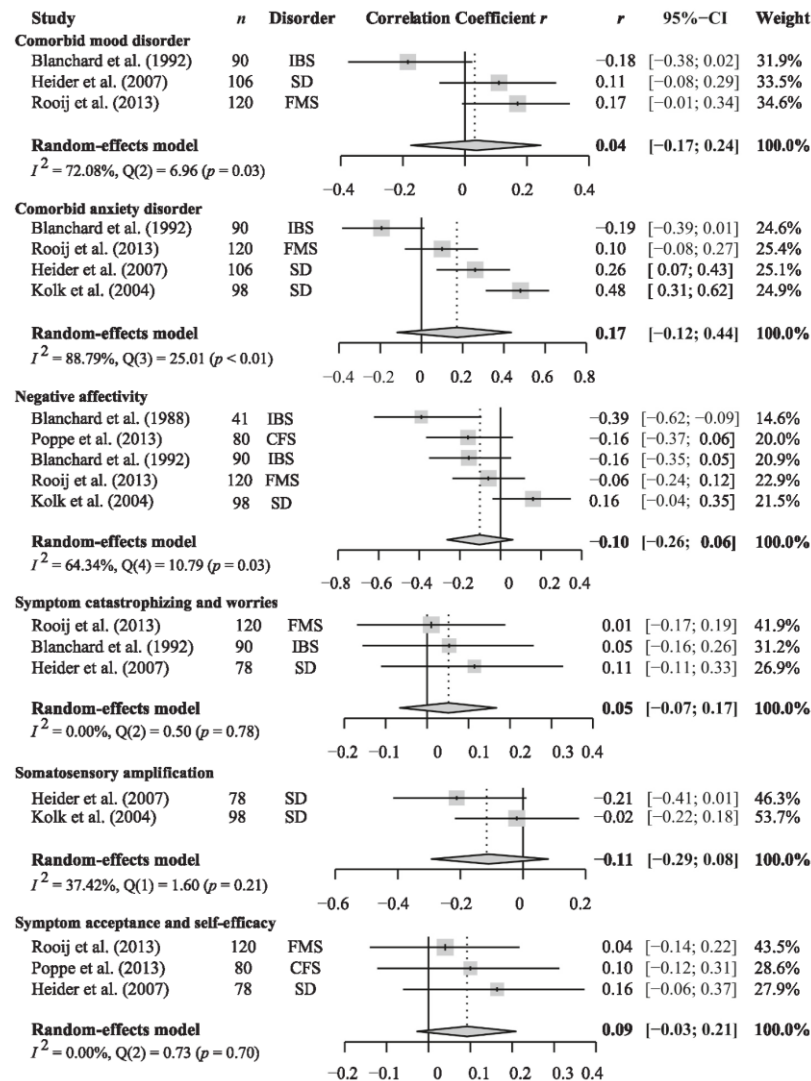 Study n Disorder Correlation Coefficient r r 95%−CI Weight
Comorbid mood disorder
Blanchard et al. (1992) 90 IBS −0.18 [−0.38; 0.02] 31.9%
Heider et al. (2007) 106 SD 0.11 [−0.08; 0.29] 33.5%
Rooij et al. (2013) 120 FMS 0.17 [−0.01; 0.34] 34.6%
Random-effects model 0.04 [−0.17; 0.24] 100.0%
I² = 72.08%, Q(2) = 6.96 (p = 0.03)
−0.4 −0.2 0 0.2 0.4
Comorbid anxiety disorder
Blanchard et al. (1992) 90 IBS −0.19 [−0.39; 0.01] 24.6%
Rooij et al. (2013) 120 FMS 0.10 [−0.08; 0.27] 25.4%
Heider et al. (2007) 106 SD 0.26 [ 0.07; 0.43] 25.1%
Kolk et al. (2004) 98 SD 0.48 [ 0.31; 0.62] 24.9%
Random-effects model 0.17 [−0.12; 0.44] 100.0%
I² = 88.79%, Q(3) = 25.01 (p < 0.01)
−0.4 −0.2 0 0.2 0.4 0.6 0.8
Negative affectivity
Blanchard et al. (1988) 41 IBS −0.39 [−0.62; −0.09] 14.6%
Poppe et al. (2013) 80 CFS −0.16 [−0.37; 0.06] 20.0%
Blanchard et al. (1992) 90 IBS −0.16 [−0.35; 0.05] 20.9%
Rooij et al. (2013) 120 FMS −0.06 [−0.24; 0.12] 22.9%
Kolk et al. (2004) 98 SD 0.16 [−0.04; 0.35] 21.5%
Random-effects model −0.10 [−0.26; 0.06] 100.0%
I² = 64.34%, Q(4) = 10.79 (p = 0.03)
−0.8 −0.6 −0.4 −0.2 0 0.2 0.4
Symptom catastrophizing and worries
Rooij et al. (2013) 120 FMS 0.01 [−0.17; 0.19] 41.9%
Blanchard et al. (1992) 90 IBS 0.05 [−0.16; 0.26] 31.2%
Heider et al. (2007) 78 SD 0.11 [−0.11; 0.33] 26.9%
Random-effects model 0.05 [−0.07; 0.17] 100.0%
I² = 0.00%, Q(2) = 0.50 (p = 0.78)
−0.2 −0.1 0 0.1 0.2 0.3 0.4
Somatosensory amplification
Heider et al. (2007) 78 SD −0.21 [−0.41; 0.01] 46.3%
Kolk et al. (2004) 98 SD −0.02 [−0.22; 0.18] 53.7%
Random-effects model −0.11 [−0.29; 0.08] 100.0%
I² = 37.42%, Q(1) = 1.60 (p = 0.21)
−0.6 −0.4 −0.2 0 0.2
Symptom acceptance and self-efficacy
Rooij et al. (2013) 120 FMS 0.04 [−0.14; 0.22] 43.5%
Poppe et al. (2013) 80 CFS 0.10 [−0.12; 0.31] 28.6%
Heider et al. (2007) 78 SD 0.16 [−0.06; 0.37] 27.9%
Random-effects model 0.09 [−0.03; 0.21] 100.0%
I² = 0.00%, Q(2) = 0.73 (p = 0.70)
−0.2 −0.1 0 0.1 0.2 0.3